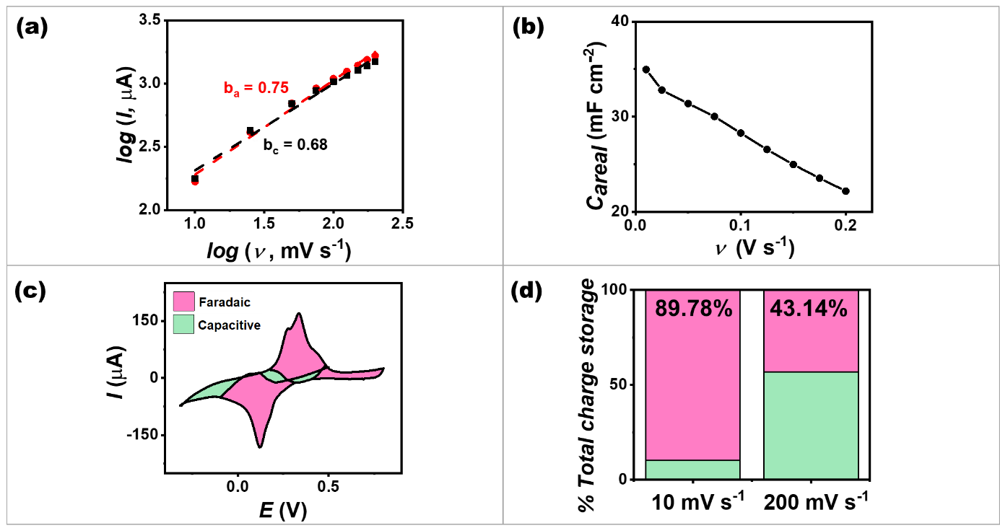 (a)
3.5
3.0
2.5
2.0
log (I, μA)
bₐ = 0.75
b꜀ = 0.68
1.0 1.5 2.0 2.5
log (ν, mV s⁻¹)
(b)
40
30
20
Cₐᵣₑₐₗ (mF cm⁻²)
0.0 0.1 0.2
ν (V s⁻¹)
(c)
Faradaic
Capacitive
150
0
-150
I (μA)
0.0 0.5
E (V)
(d)
100
50
0
% Total charge storage
89.78% 43.14%
10 mV s⁻¹ 200 mV s⁻¹